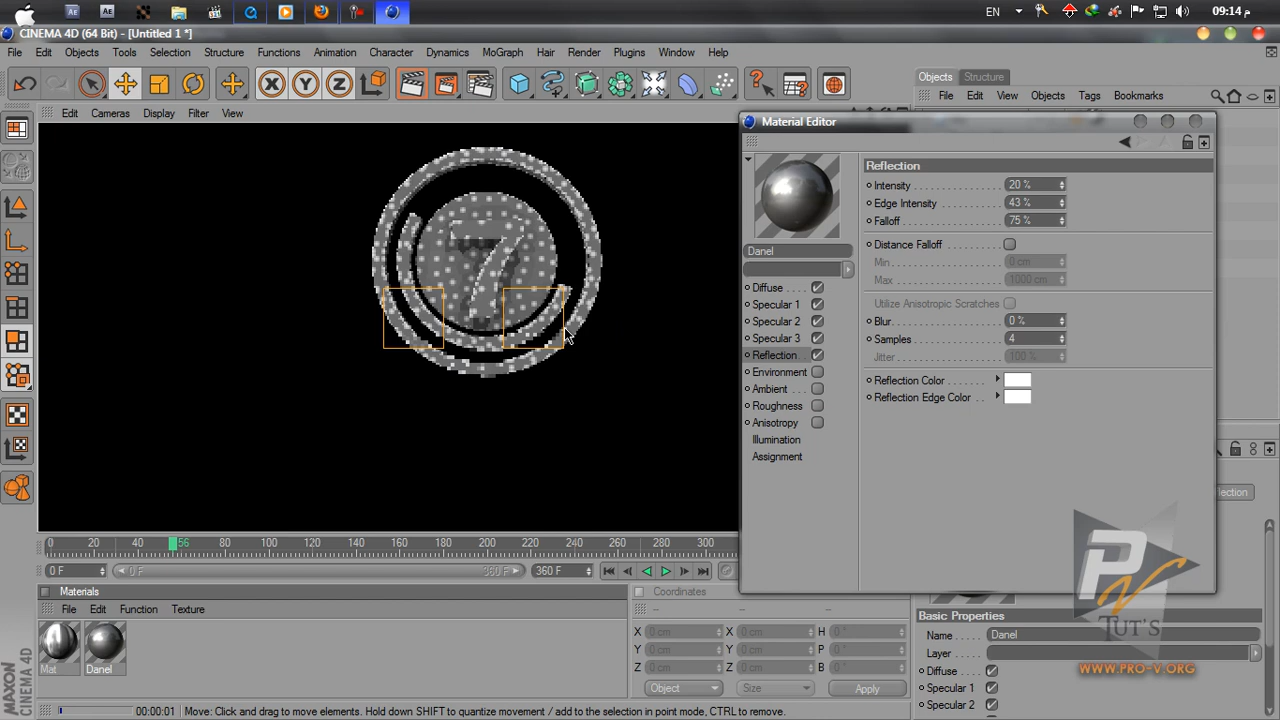 EN
09:14 م
CINEMA 4D (64 Bit) - [Untitled 1 *]
File Edit Objects Tools Selection Structure Functions Animation Character Dynamics MoGraph Hair Render Plugins Window Help
Objects Structure
File Edit View Objects Tags Bookmarks
Edit Cameras Display Filter View
Material Editor
Danel
Diffuse
Specular 1
Specular 2
Specular 3
Reflection
Environment
Ambient
Roughness
Anisotropy
Illumination
Assignment
Reflection
Intensity 20 %
Edge Intensity 43 %
Falloff 75 %
Distance Falloff
Min 0 cm
Max 1000 cm
Utilize Anisotropic Scratches
Blur 0 %
Samples 4
Jitter 100 %
Reflection Color
Reflection Edge Color
7
0 20 40 56 80 100 120 140 160 180 200 220 240 260 280 300
0 F 0 F 360 F 360 F
Materials
File Edit Function Texture
Mat Danel
Coordinates
-- -- --
X 0 cm X 0 cm H 0 °
Y 0 cm Y 0 cm P 0 °
Z 0 cm Z 0 cm B 0 °
Object Size Apply
flection
PV
TUT'S
WWW.PRO-V.ORG
Basic Properties
Name Danel
Layer
Diffuse
Specular 1
Specular 2
MAXON
CINEMA 4D
00:00:01 Move: Click and drag to move elements. Hold down SHIFT to quantize movement / add to the selection in point mode, CTRL to remove.